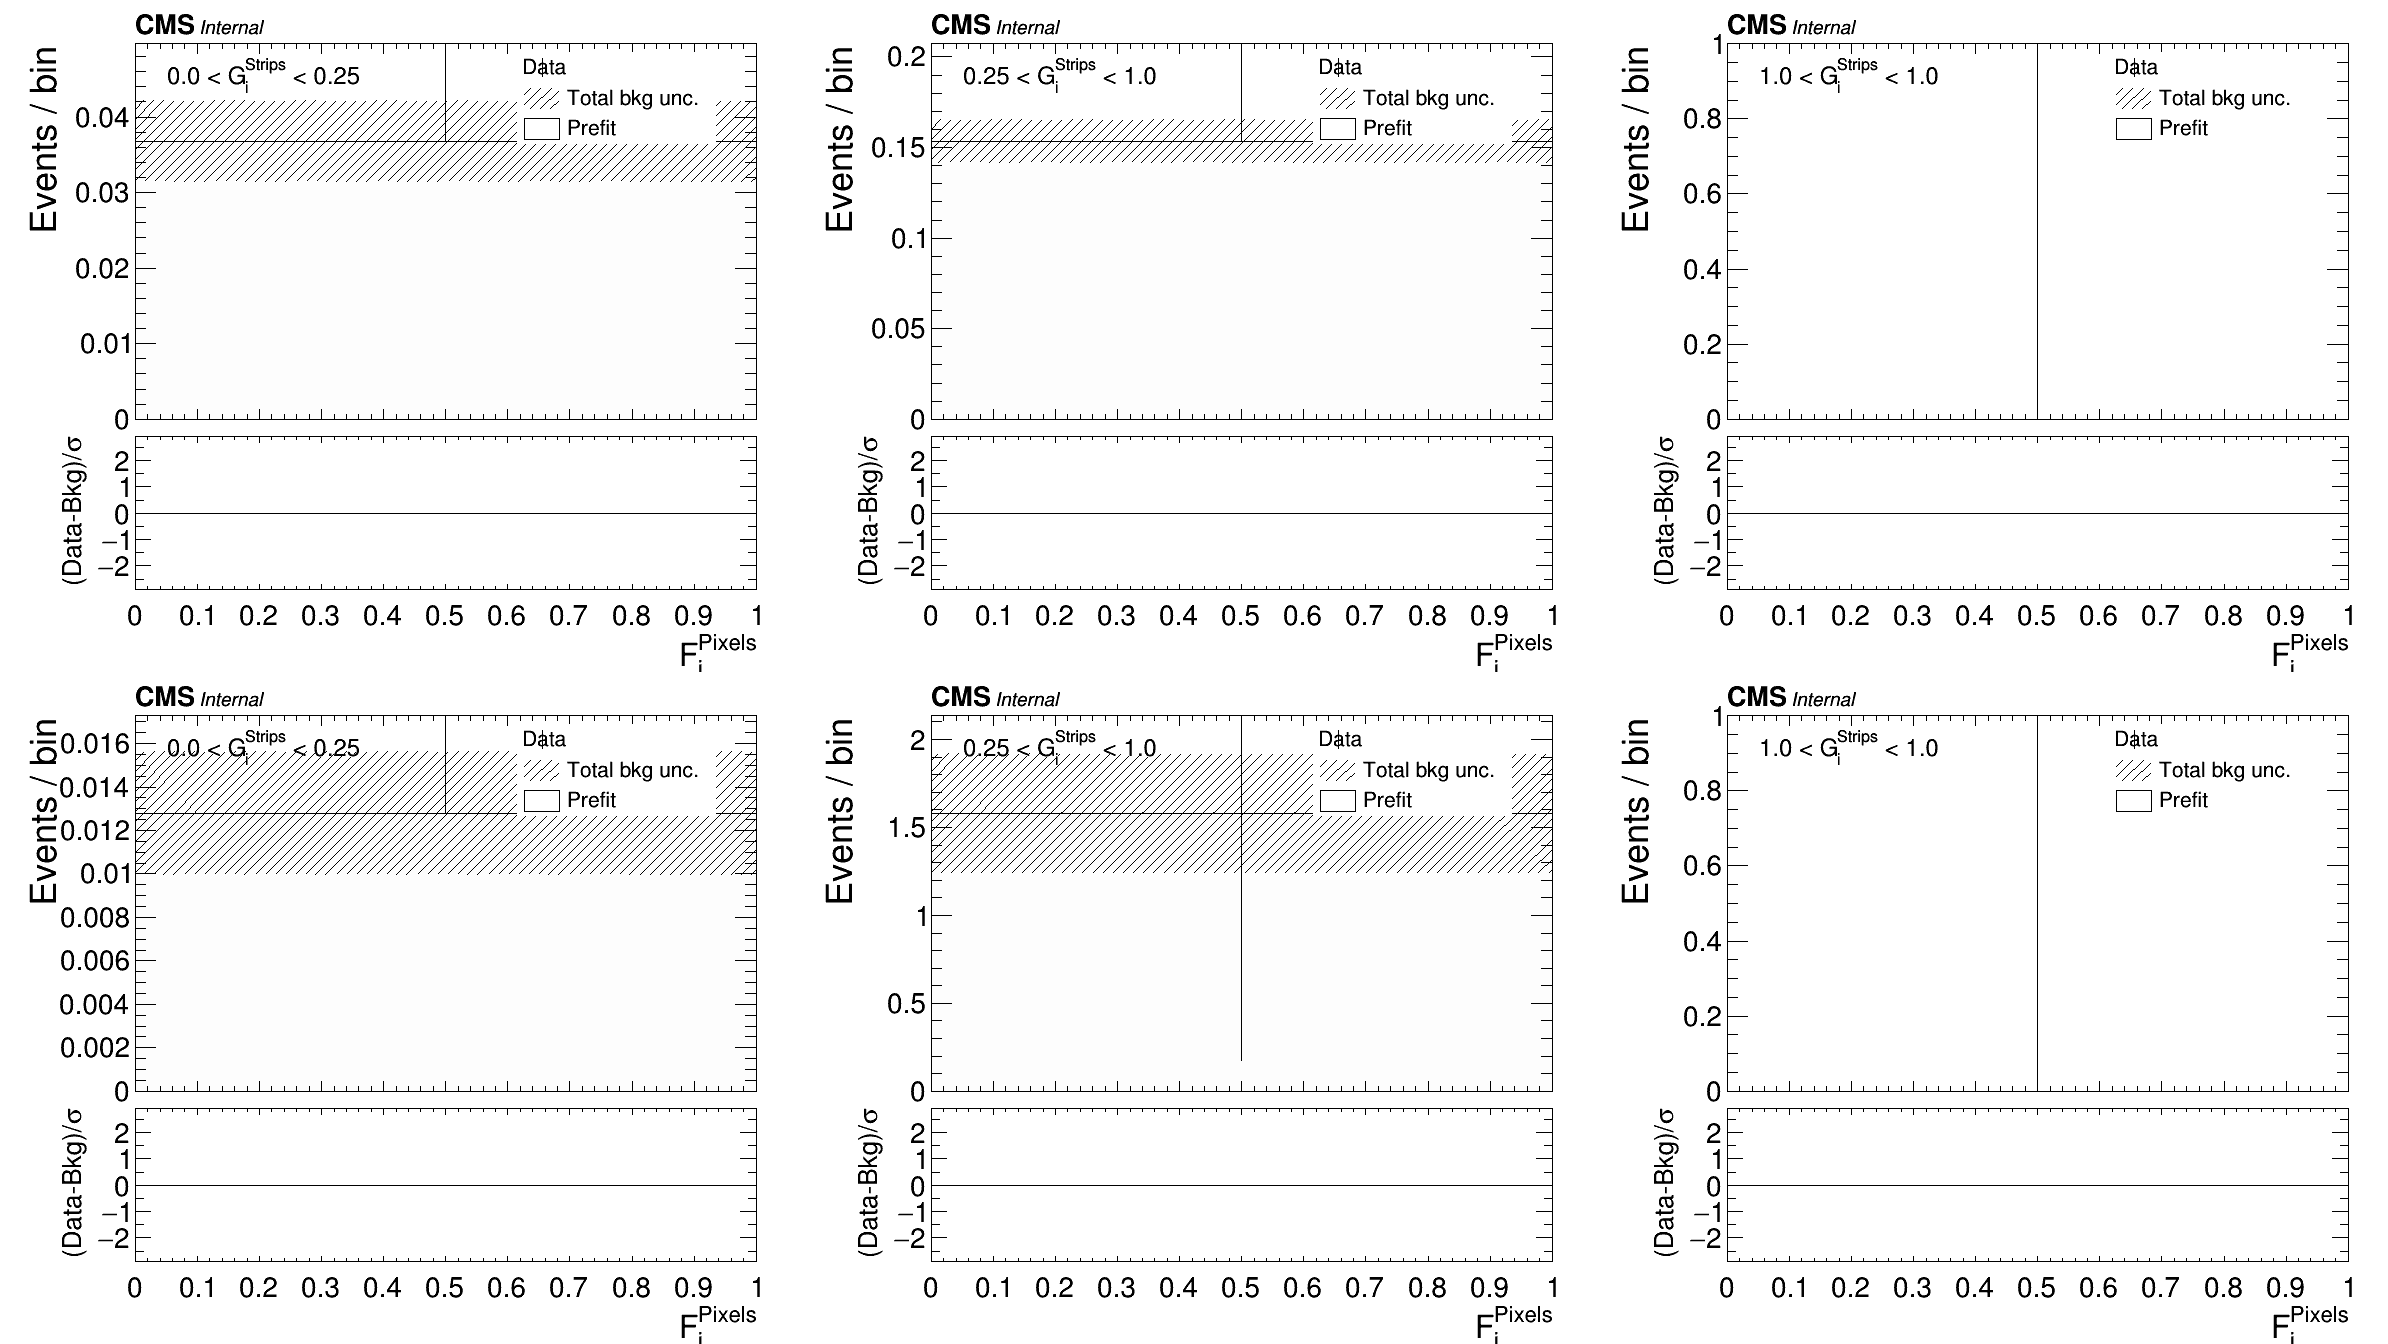 CMS Internal
Events / bin
0.0 < G_i^Strips < 0.25
Data
Total bkg unc.
Prefit
0.04
0.03
0.02
0.01
0
(Data-Bkg)/σ
2
1
0
−1
−2
0 0.1 0.2 0.3 0.4 0.5 0.6 0.7 0.8 0.9 1
F_i^Pixels
CMS Internal
Events / bin
0.25 < G_i^Strips < 1.0
Data
Total bkg unc.
Prefit
0.2
0.15
0.1
0.05
0
(Data-Bkg)/σ
2
1
0
−1
−2
0 0.1 0.2 0.3 0.4 0.5 0.6 0.7 0.8 0.9 1
F_i^Pixels
CMS Internal
Events / bin
1.0 < G_i^Strips < 1.0
Data
Total bkg unc.
Prefit
1
0.8
0.6
0.4
0.2
0
(Data-Bkg)/σ
2
1
0
−1
−2
0 0.1 0.2 0.3 0.4 0.5 0.6 0.7 0.8 0.9 1
F_i^Pixels
CMS Internal
Events / bin
0.0 < G_i^Strips < 0.25
Data
Total bkg unc.
Prefit
0.016
0.014
0.012
0.01
0.008
0.006
0.004
0.002
0
(Data-Bkg)/σ
2
1
0
−1
−2
0 0.1 0.2 0.3 0.4 0.5 0.6 0.7 0.8 0.9 1
F_i^Pixels
CMS Internal
Events / bin
0.25 < G_i^Strips < 1.0
Data
Total bkg unc.
Prefit
2
1.5
1
0.5
0
(Data-Bkg)/σ
2
1
0
−1
−2
0 0.1 0.2 0.3 0.4 0.5 0.6 0.7 0.8 0.9 1
F_i^Pixels
CMS Internal
Events / bin
1.0 < G_i^Strips < 1.0
Data
Total bkg unc.
Prefit
1
0.8
0.6
0.4
0.2
0
(Data-Bkg)/σ
2
1
0
−1
−2
0 0.1 0.2 0.3 0.4 0.5 0.6 0.7 0.8 0.9 1
F_i^Pixels